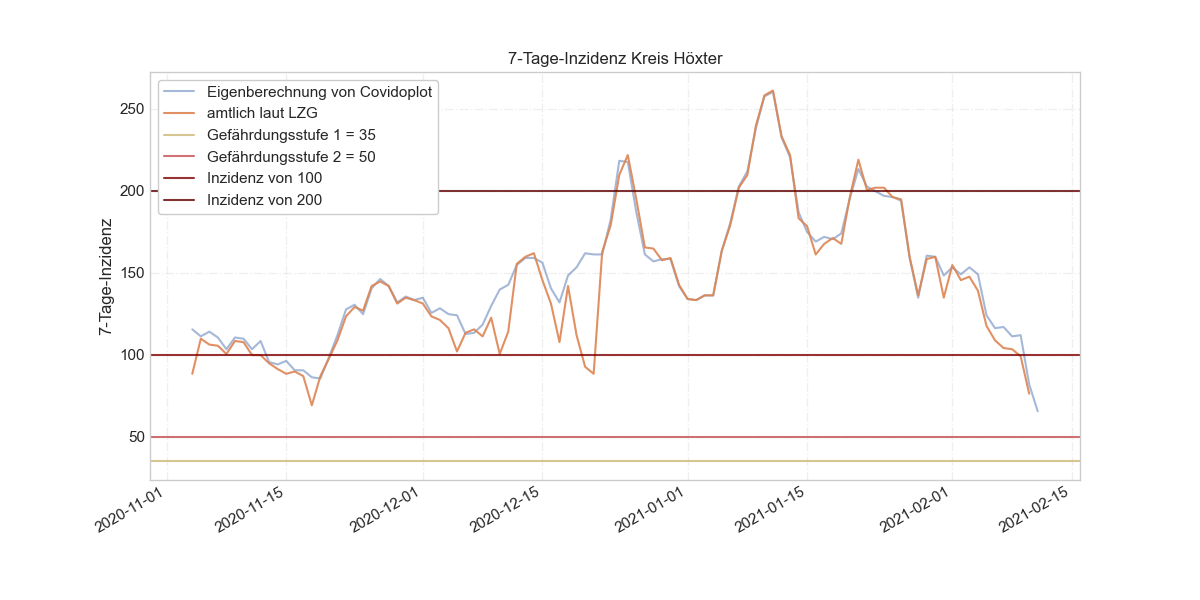 7-Tage-Inzidenz Kreis Höxter
Eigenberechnung von Covidoplot
amtlich laut LZG
Gefährdungsstufe 1 = 35
Gefährdungsstufe 2 = 50
Inzidenz von 100
Inzidenz von 200
7-Tage-Inzidenz
250
200
150
100
50
2020-11-01
2020-11-15
2020-12-01
2020-12-15
2021-01-01
2021-01-15
2021-02-01
2021-02-15